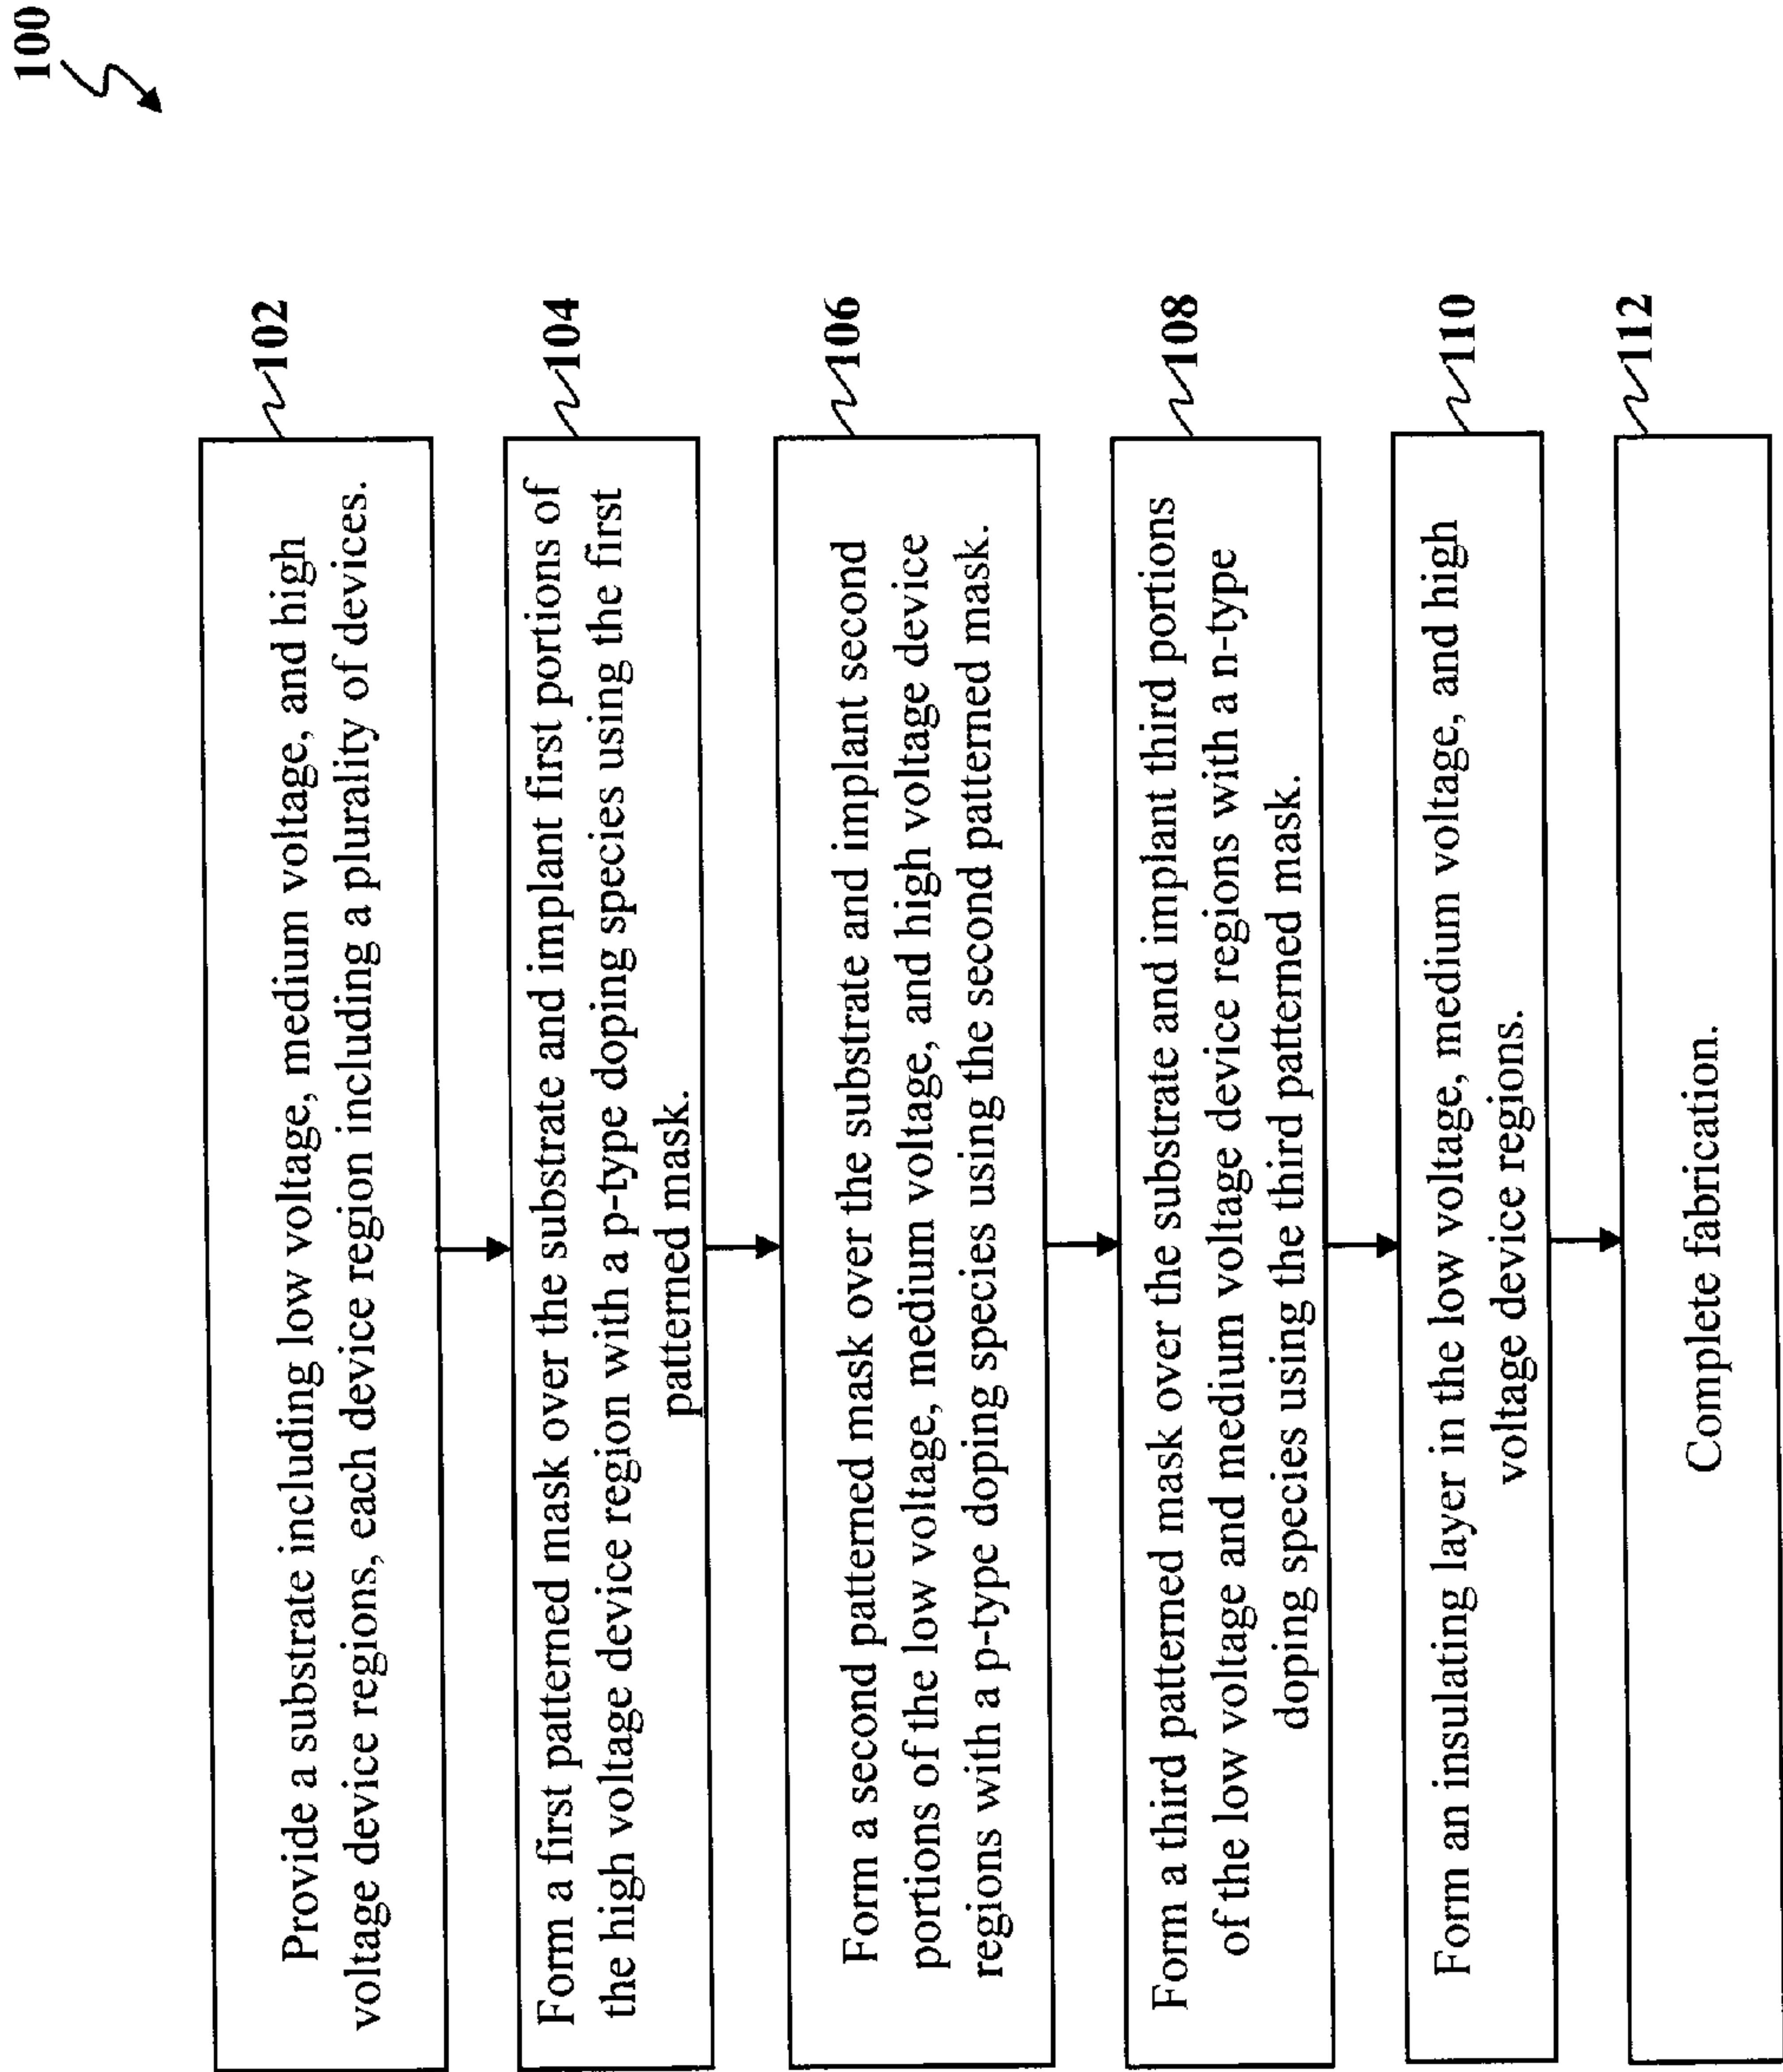 100
102
Provide a substrate including low voltage, medium voltage, and high
voltage device regions, each device region including a plurality of devices.
104
Form a first patterned mask over the substrate and implant first portions of
the high voltage device region with a p-type doping species using the first
patterned mask.
106
Form a second patterned mask over the substrate and implant second
portions of the low voltage, medium voltage, and high voltage device
regions with a p-type doping species using the second patterned mask.
108
Form a third patterned mask over the substrate and implant third portions
of the low voltage and medium voltage device regions with a n-type
doping species using the third patterned mask.
110
Form an insulating layer in the low voltage, medium voltage, and high
voltage device regions.
112
Complete fabrication.